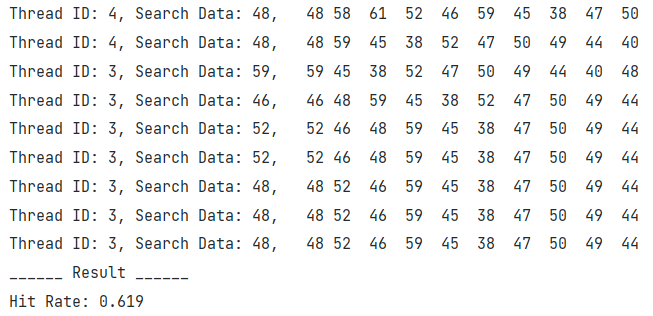 Thread ID: 4, Search Data: 48,   48 58  61  52  46  59  45  38  47  50
Thread ID: 4, Search Data: 48,   48 59  45  38  52  47  50  49  44  40
Thread ID: 3, Search Data: 59,   59 45  38  52  47  50  49  44  40  48
Thread ID: 3, Search Data: 46,   46 48  59  45  38  52  47  50  49  44
Thread ID: 3, Search Data: 52,   52 46  48  59  45  38  47  50  49  44
Thread ID: 3, Search Data: 52,   52 46  48  59  45  38  47  50  49  44
Thread ID: 3, Search Data: 48,   48 52  46  59  45  38  47  50  49  44
Thread ID: 3, Search Data: 48,   48 52  46  59  45  38  47  50  49  44
Thread ID: 3, Search Data: 48,   48 52  46  59  45  38  47  50  49  44
______ Result ______
Hit Rate: 0.619